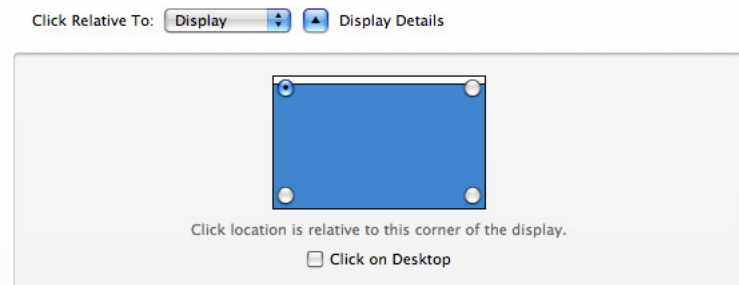 Click Relative To: Display Display Details
Click location is relative to this corner of the display.
Click on Desktop